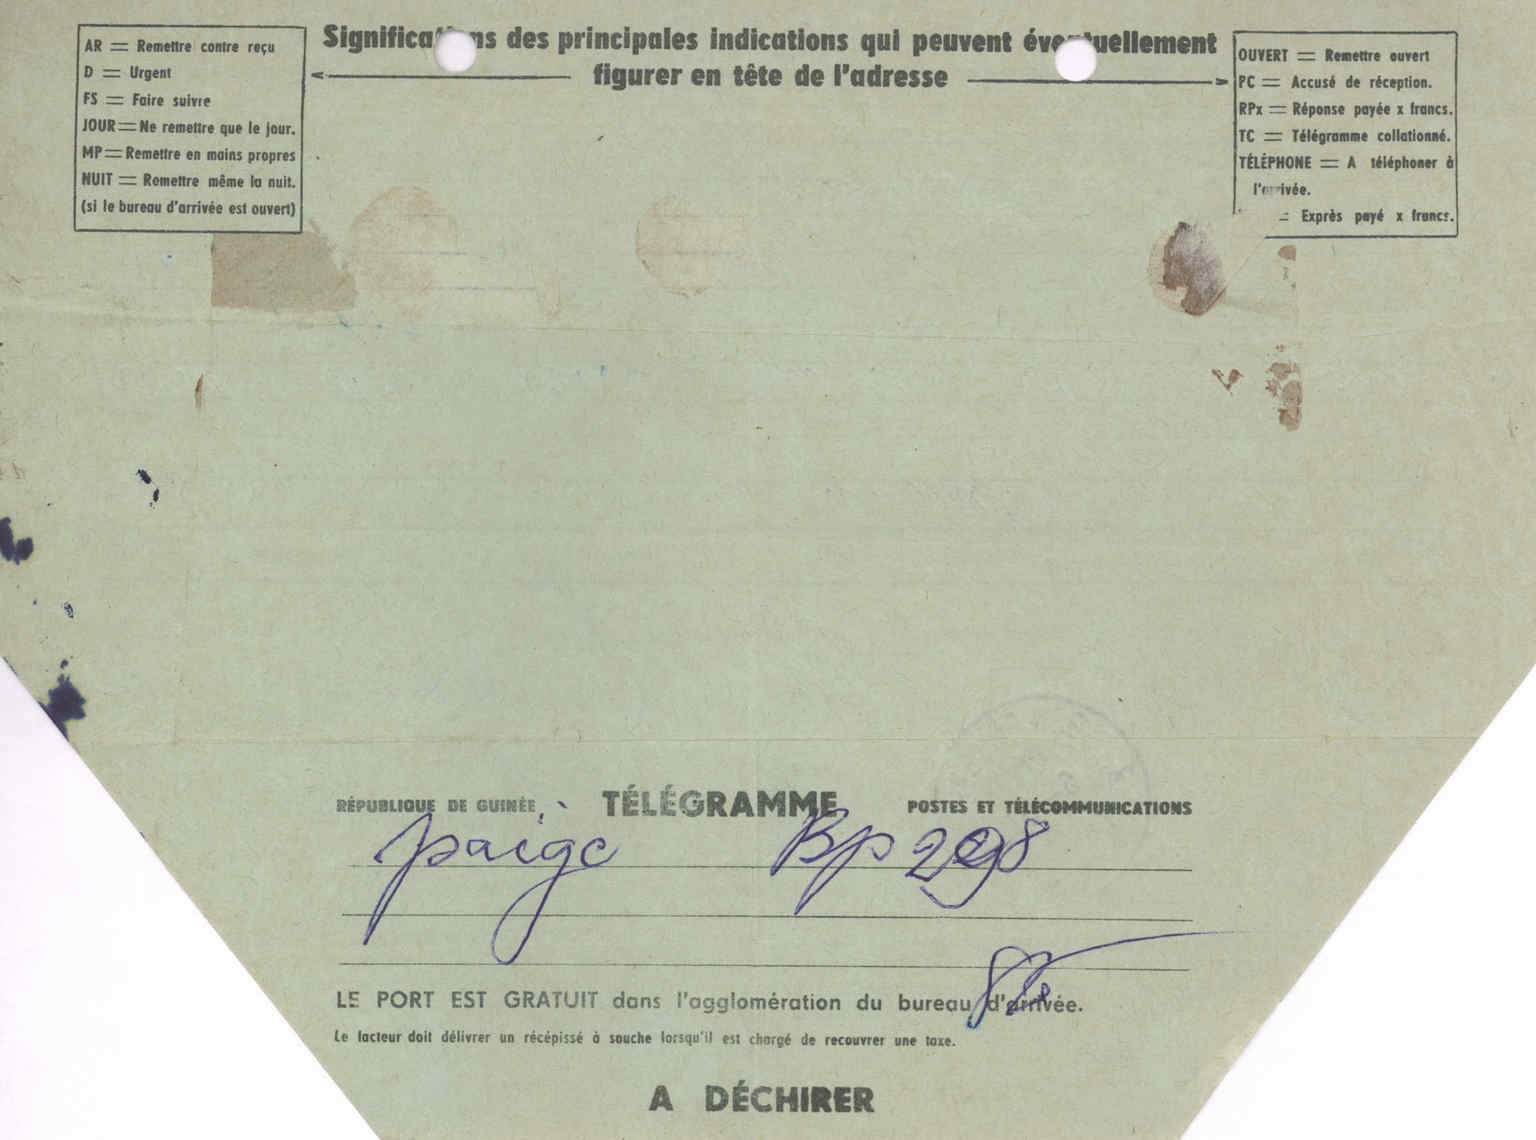 Significations des principales indications qui peuvent éventuellement
figurer en tête de l'adresse
AR = Remettre contre reçu
D = Urgent
FS = Faire suivre
JOUR = Ne remettre que le jour.
MP = Remettre en mains propres
NUIT = Remettre même la nuit.
(si le bureau d'arrivée est ouvert)
OUVERT = Remettre ouvert
PC = Accusé de réception.
RPx = Réponse payée x francs.
TC = Télégramme collationné.
TÉLÉPHONE = A téléphoner à
l'arrivée.
= Exprès payé x francs.
RÉPUBLIQUE DE GUINÉE TÉLÉGRAMME POSTES ET TÉLÉCOMMUNICATIONS
paigc Bp 298
LE PORT EST GRATUIT dans l'agglomération du bureau d'arrivée.
Le facteur doit délivrer un récépissé à souche lorsqu'il est chargé de recouvrer une taxe.
A DÉCHIRER